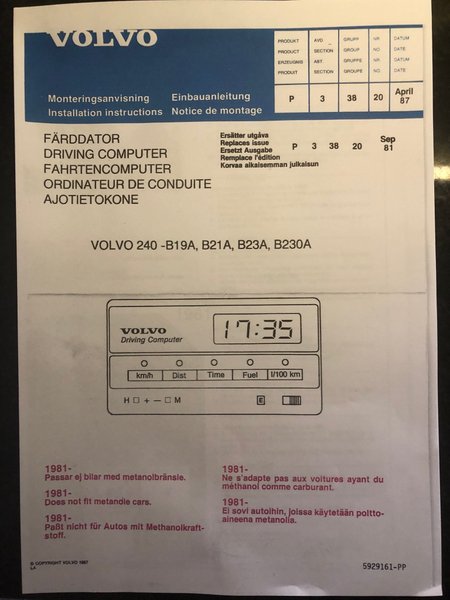 VOLVO
PRODUKT AVD GRUPP NR DATUM
PRODUCT SECTION GROUP NO DATE
ERZEUGNIS ABT. GRUPPE NR. DATUM
PRODUIT SECTION GROUPE NO DATE.
P 3 38 20 April 87
Monteringsanvisning Einbauanleitung
Installation instructions Notice de montage
FÄRDDATOR
DRIVING COMPUTER
FAHRTENCOMPUTER
ORDINATEUR DE CONDUITE
AJOTIETOKONE
Ersätter utgåva
Replaces issue
Ersetzt Ausgabe
Remplace l'édition
Korvaa aikaisemman julkaisun
P 3 38 20 Sep 81
VOLVO 240 -B19A, B21A, B23A, B230A
VOLVO
Driving Computer
17:35
km/h Dist Time Fuel l/100 km
H + − M E
1981-
Passar ej bilar med metanolbränsle.
1981-
Does not fit metandle cars.
1981-
Paßt nicht für Autos mit Methanolkraft-
stoff.
1981-
Ne s'adapte pas aux voitures ayant du
méthanol comme carburant.
1981-
Ei sovi autoihin, joissa käytetään poltto-
aineena metanolia.
© COPYRIGHT VOLVO 1987
5929161-PP